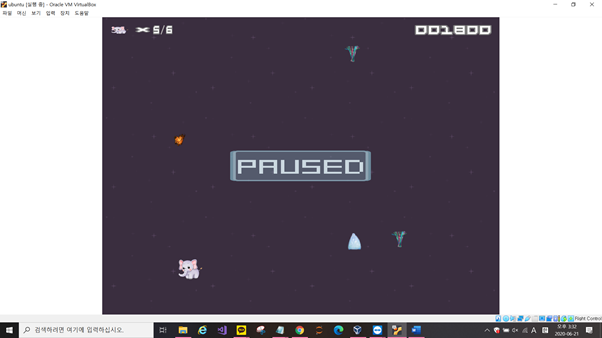 ubuntu [실행 중] - Oracle VM VirtualBox
파일 머신 보기 입력 장치 도움말
5/6
001800
PAUSED
Right Control
검색하려면 여기에 입력하십시오.
A
오후 3:32
2020-06-21